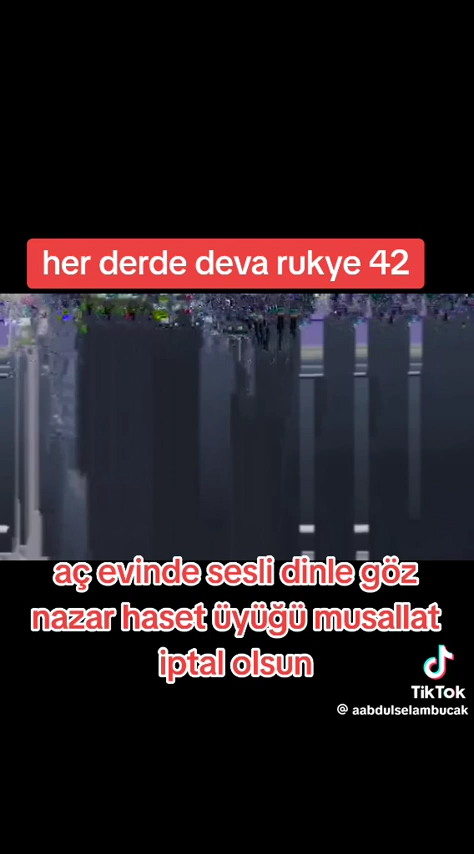 her derde deva rukye 42
aç evinde sesli dinle göz
nazar haset üyüğü musallat
iptal olsun
TikTok
@ aabdulselambucak